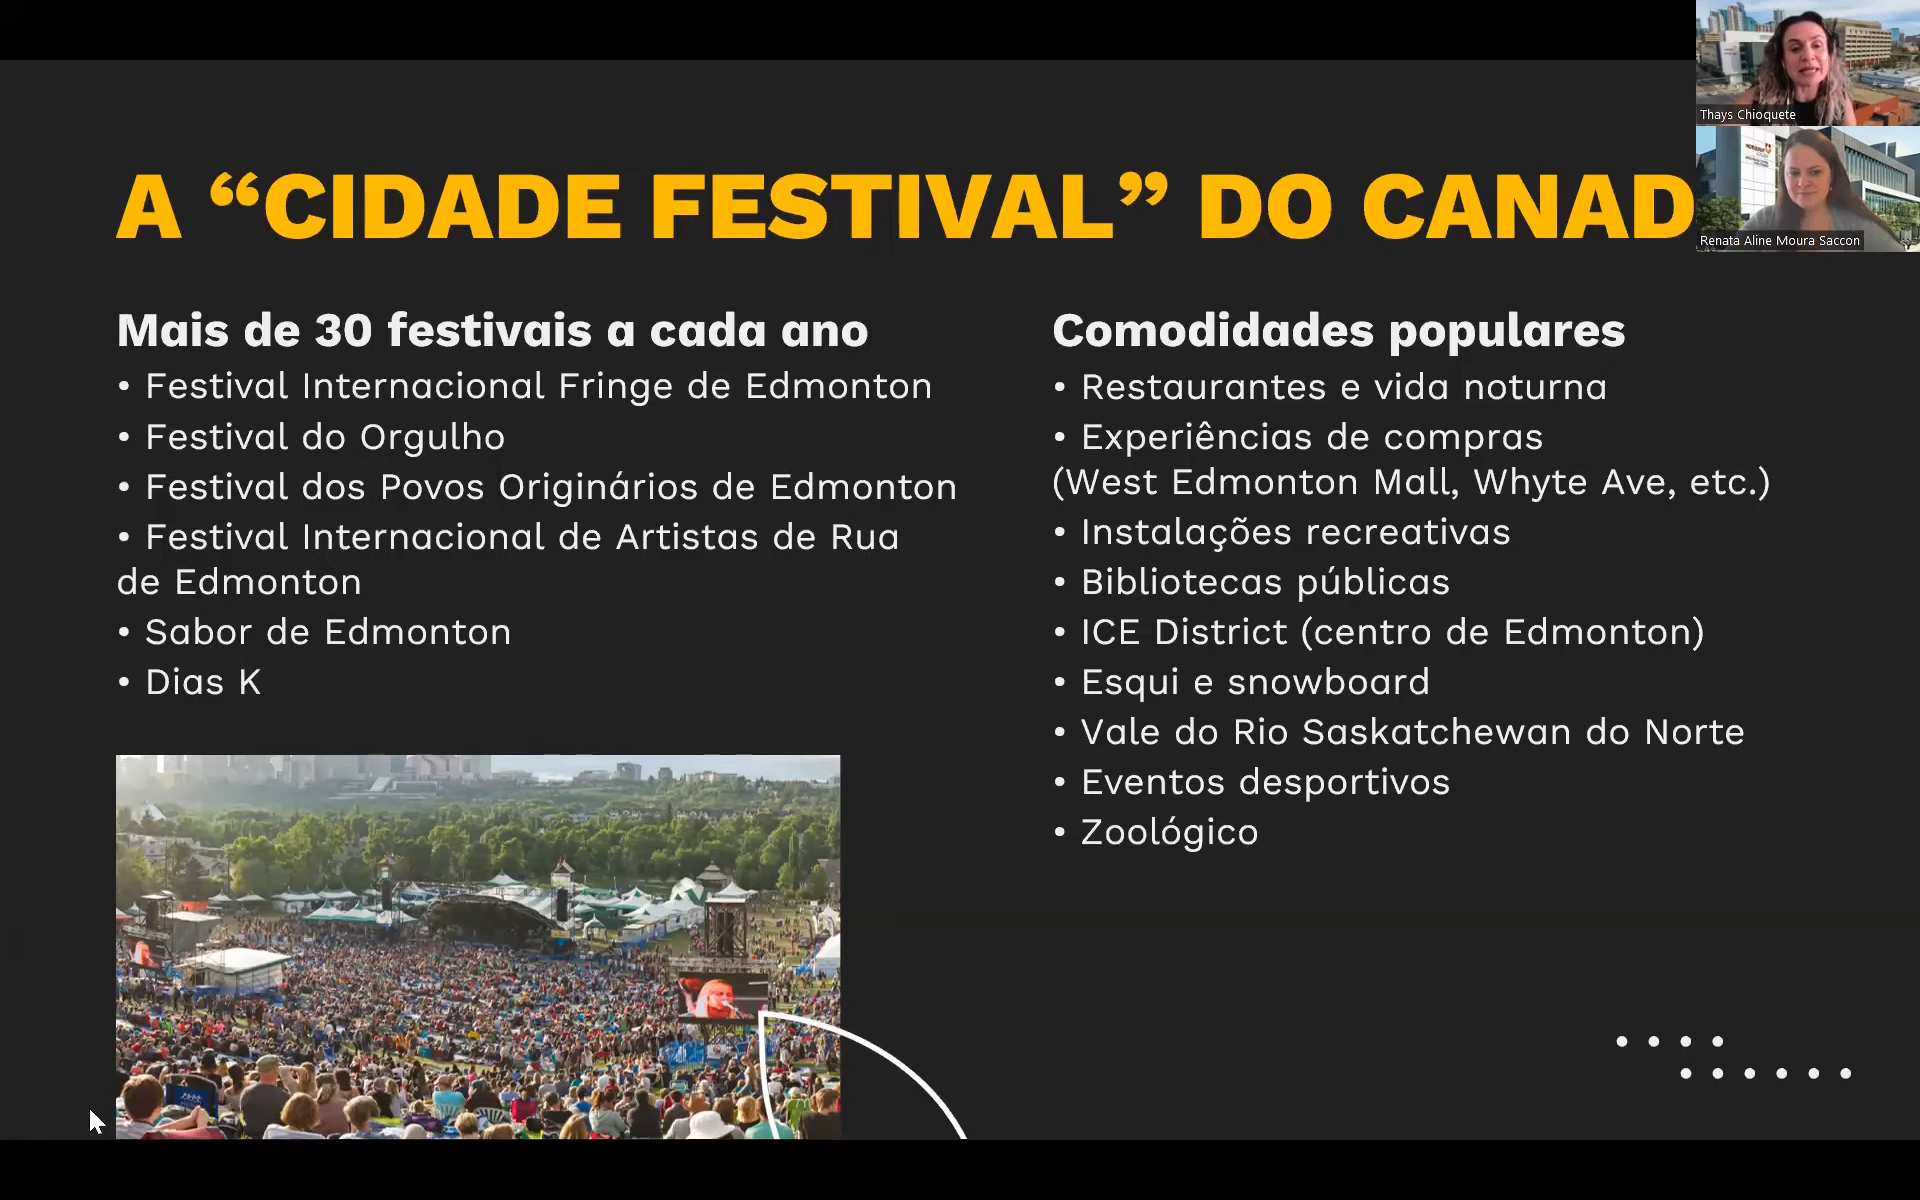 A “CIDADE FESTIVAL” DO CANAD
Mais de 30 festivais a cada ano
• Festival Internacional Fringe de Edmonton
• Festival do Orgulho
• Festival dos Povos Originários de Edmonton
• Festival Internacional de Artistas de Rua
de Edmonton
• Sabor de Edmonton
• Dias K
Comodidades populares
• Restaurantes e vida noturna
• Experiências de compras
(West Edmonton Mall, Whyte Ave, etc.)
• Instalações recreativas
• Bibliotecas públicas
• ICE District (centro de Edmonton)
• Esqui e snowboard
• Vale do Rio Saskatchewan do Norte
• Eventos desportivos
• Zoológico
Thays Chioquete
NORQUEST
Renata Aline Moura Saccon